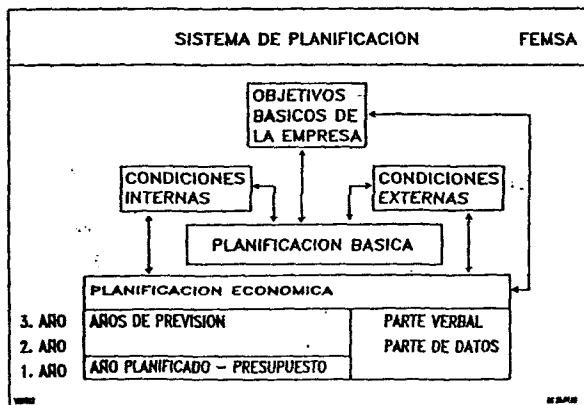 SISTEMA DE PLANIFICACION FEMSA
OBJETIVOS
BASICOS DE
LA EMPRESA
CONDICIONES
INTERNAS
CONDICIONES
EXTERNAS
PLANIFICACION BASICA
PLANIFICACION ECONOMICA
3. AÑO AÑOS DE PREVISION PARTE VERBAL
2. AÑO PARTE DE DATOS
1. AÑO AÑO PLANIFICADO - PRESUPUESTO